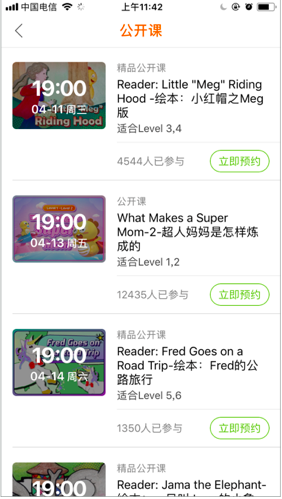 中国电信
上午11:42
公开课
19:00
04-11 周三
Riding Hood
精品公开课
Reader: Little "Meg" Riding
Hood -绘本：小红帽之Meg
版
适合Level 3,4
4544人已参与
立即预约
19:00
04-13 周五
公开课
What Makes a Super
Mom-2-超人妈妈是怎样炼
成的
适合Level 1,2
12435人已参与
立即预约
Fred Goes on
19:00
04-14 周六
精品公开课
Reader: Fred Goes on a
Road Trip-绘本：Fred的公
路旅行
适合Level 5,6
1350人已参与
立即预约
19:00
精品公开课
Reader: Jama the Elephant-